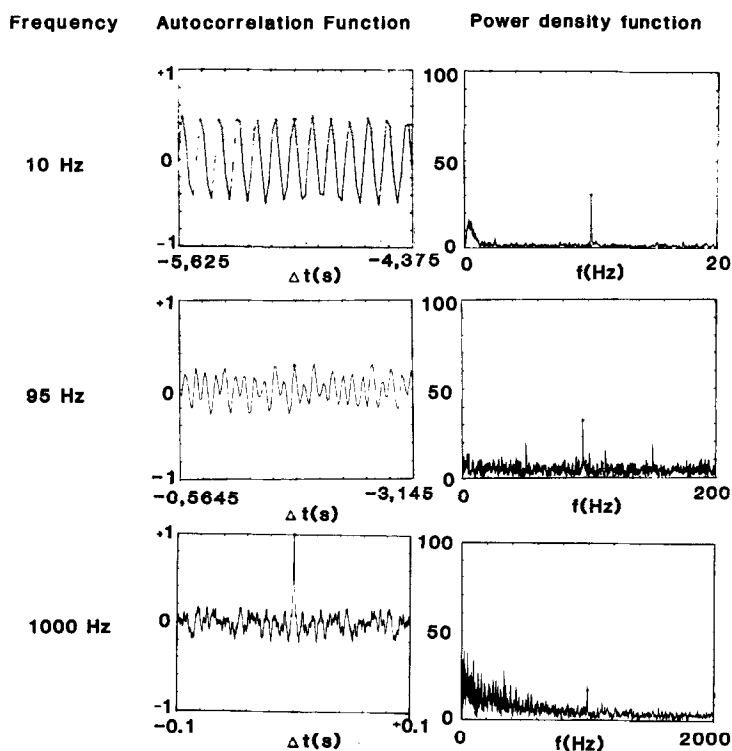 Frequency Autocorrelation Function Power density function
+1 100
10 Hz 0 50
-1 0
-5,625 -4,375 0 20
Δt(s) f(Hz)
+1 100
95 Hz 0 50
-1 0
-0,5645 -3,145 0 200
Δt(s) f(Hz)
+1 100
1000 Hz 0 50
-1 0
-0.1 +0.1 0 2000
Δt(s) f(Hz)